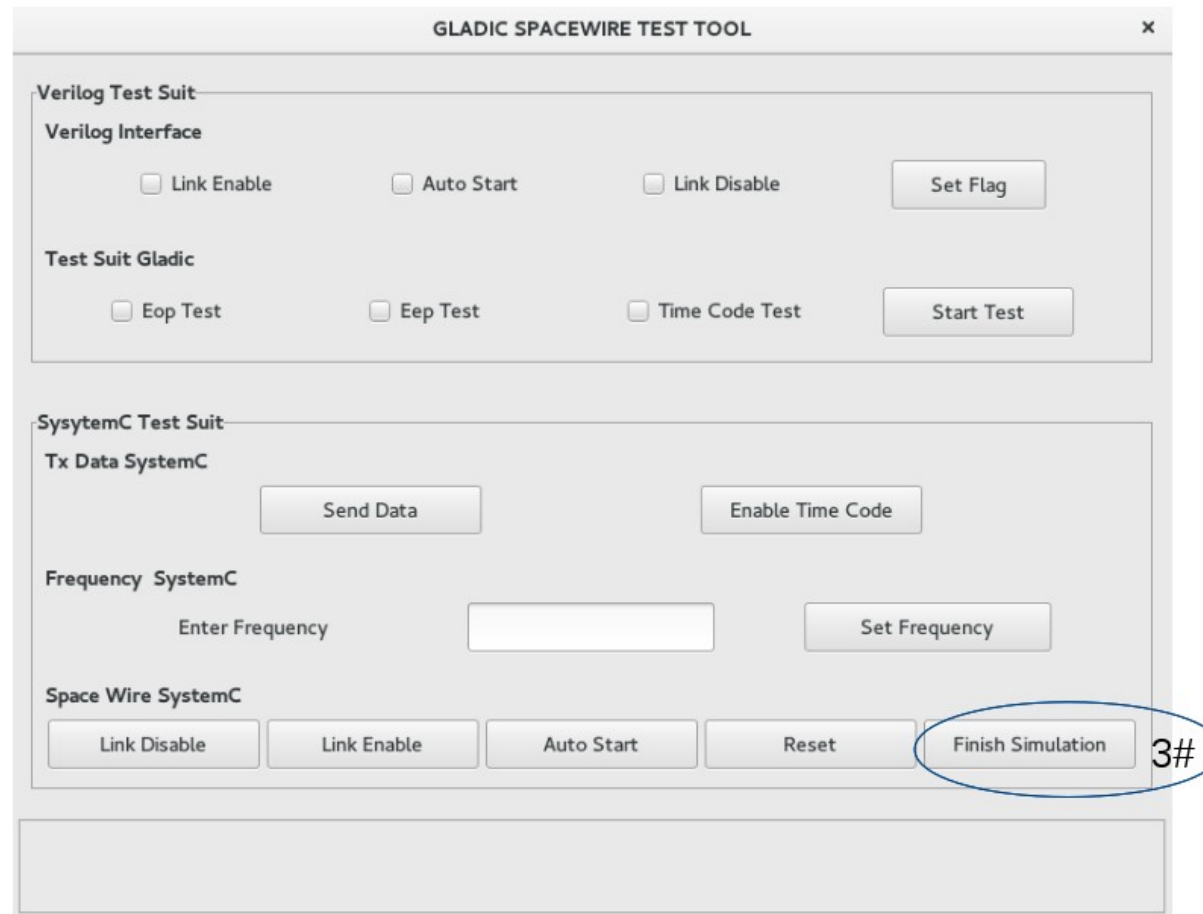 GLADIC SPACEWIRE TEST TOOL ×
Verilog Test Suit
Verilog Interface
Link Enable Auto Start Link Disable Set Flag
Test Suit Gladic
Eop Test Eep Test Time Code Test Start Test
SysytemC Test Suit
Tx Data SystemC
Send Data Enable Time Code
Frequency SystemC
Enter Frequency Set Frequency
Space Wire SystemC
Link Disable Link Enable Auto Start Reset Finish Simulation 3#